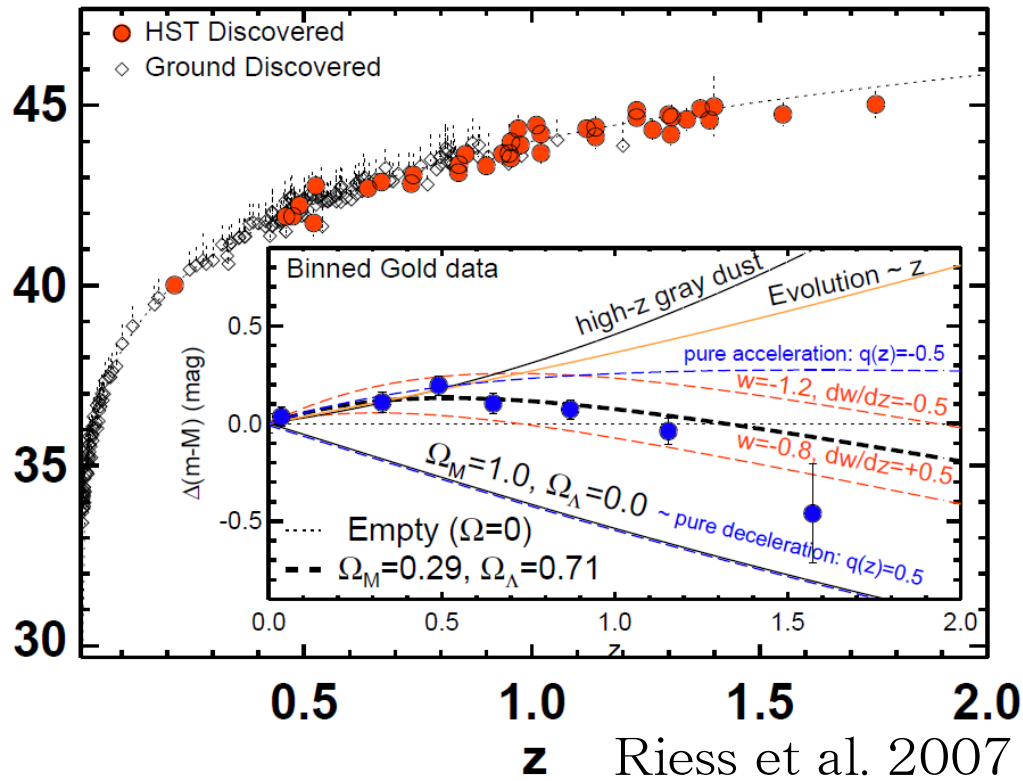 HST Discovered
Ground Discovered
45
40
35
30
Binned Gold data
high-z gray dust
Evolution ~ z
pure acceleration: q(z)=-0.5
w=-1.2, dw/dz=-0.5
w=-0.8, dw/dz=+0.5
Ω_M=1.0, Ω_Λ=0.0
~ pure deceleration: q(z)=0.5
Empty (Ω=0)
Ω_M=0.29, Ω_Λ=0.71
Δ(m-M) (mag)
0.5
0.0
-0.5
0.0 0.5 1.0 1.5 2.0
z
0.5 1.0 1.5 2.0
z
Riess et al. 2007